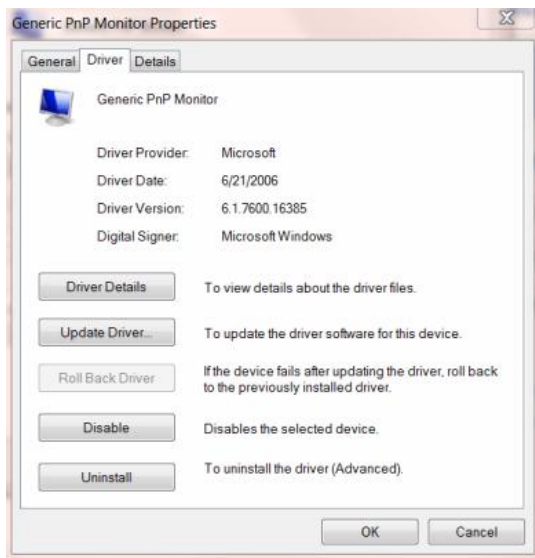 Generic PnP Monitor Properties
General Driver Details
Generic PnP Monitor
Driver Provider: Microsoft
Driver Date: 6/21/2006
Driver Version: 6.1.7600.16385
Digital Signer: Microsoft Windows
Driver Details To view details about the driver files.
Update Driver... To update the driver software for this device.
Roll Back Driver If the device fails after updating the driver, roll back
to the previously installed driver.
Disable Disables the selected device.
Uninstall To uninstall the driver (Advanced).
OK Cancel